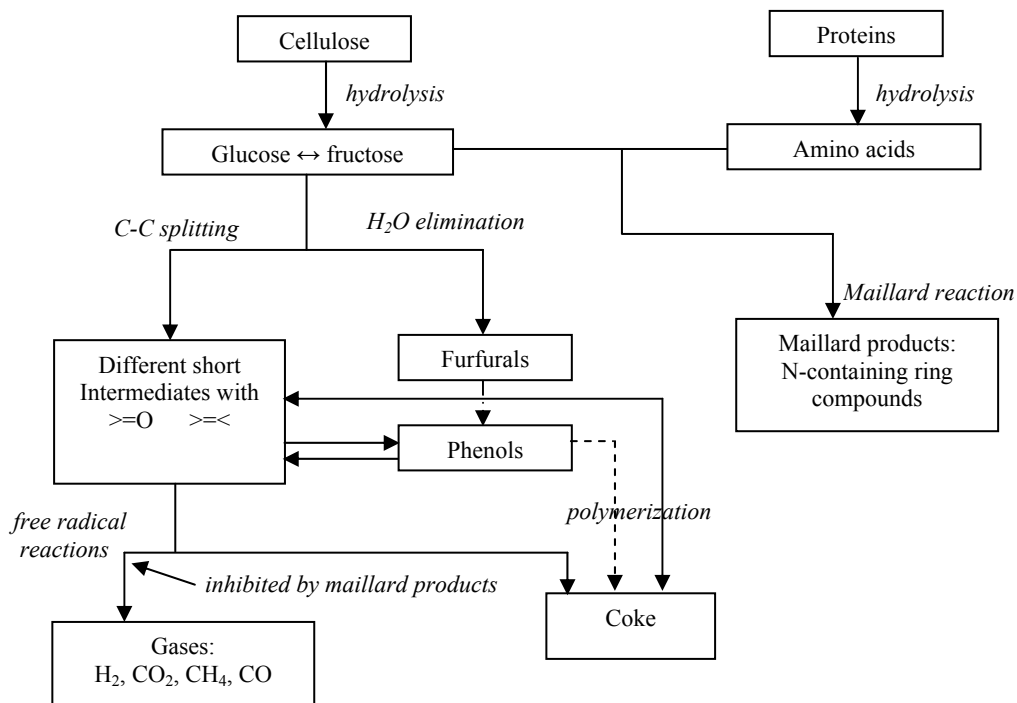 Cellulose
Proteins
hydrolysis
hydrolysis
Glucose ↔ fructose
Amino acids
C-C splitting
H₂O elimination
Maillard reaction
Different short
Intermediates with
>=O >=<
Furfurals
Maillard products:
N-containing ring
compounds
Phenols
free radical
reactions
polymerization
inhibited by maillard products
Coke
Gases:
H₂, CO₂, CH₄, CO